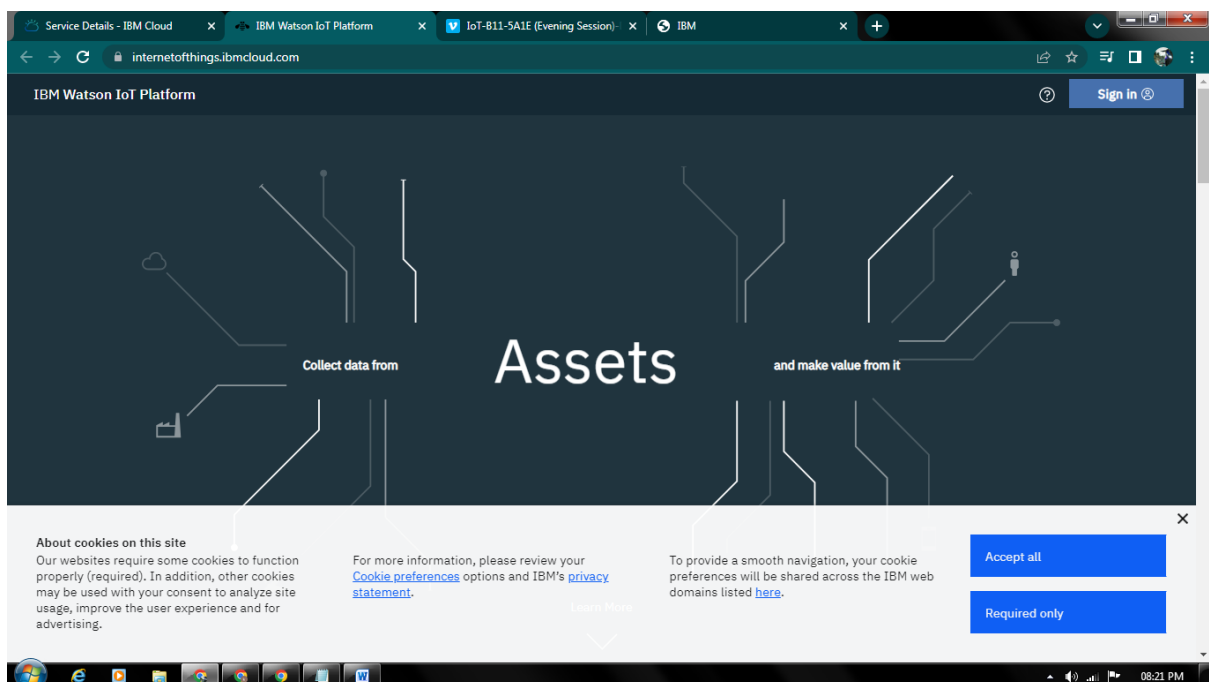 Service Details - IBM Cloud
IBM Watson IoT Platform
IoT-B11-5A1E (Evening Session)-
IBM
internetofthings.ibmcloud.com
IBM Watson IoT Platform
Sign in
Collect data from
Assets
and make value from it
About cookies on this site
Our websites require some cookies to function
properly (required). In addition, other cookies
may be used with your consent to analyze site
usage, improve the user experience and for
advertising.
For more information, please review your
Cookie preferences options and IBM's privacy
statement.
Learn More
To provide a smooth navigation, your cookie
preferences will be shared across the IBM web
domains listed here.
Accept all
Required only
08:21 PM